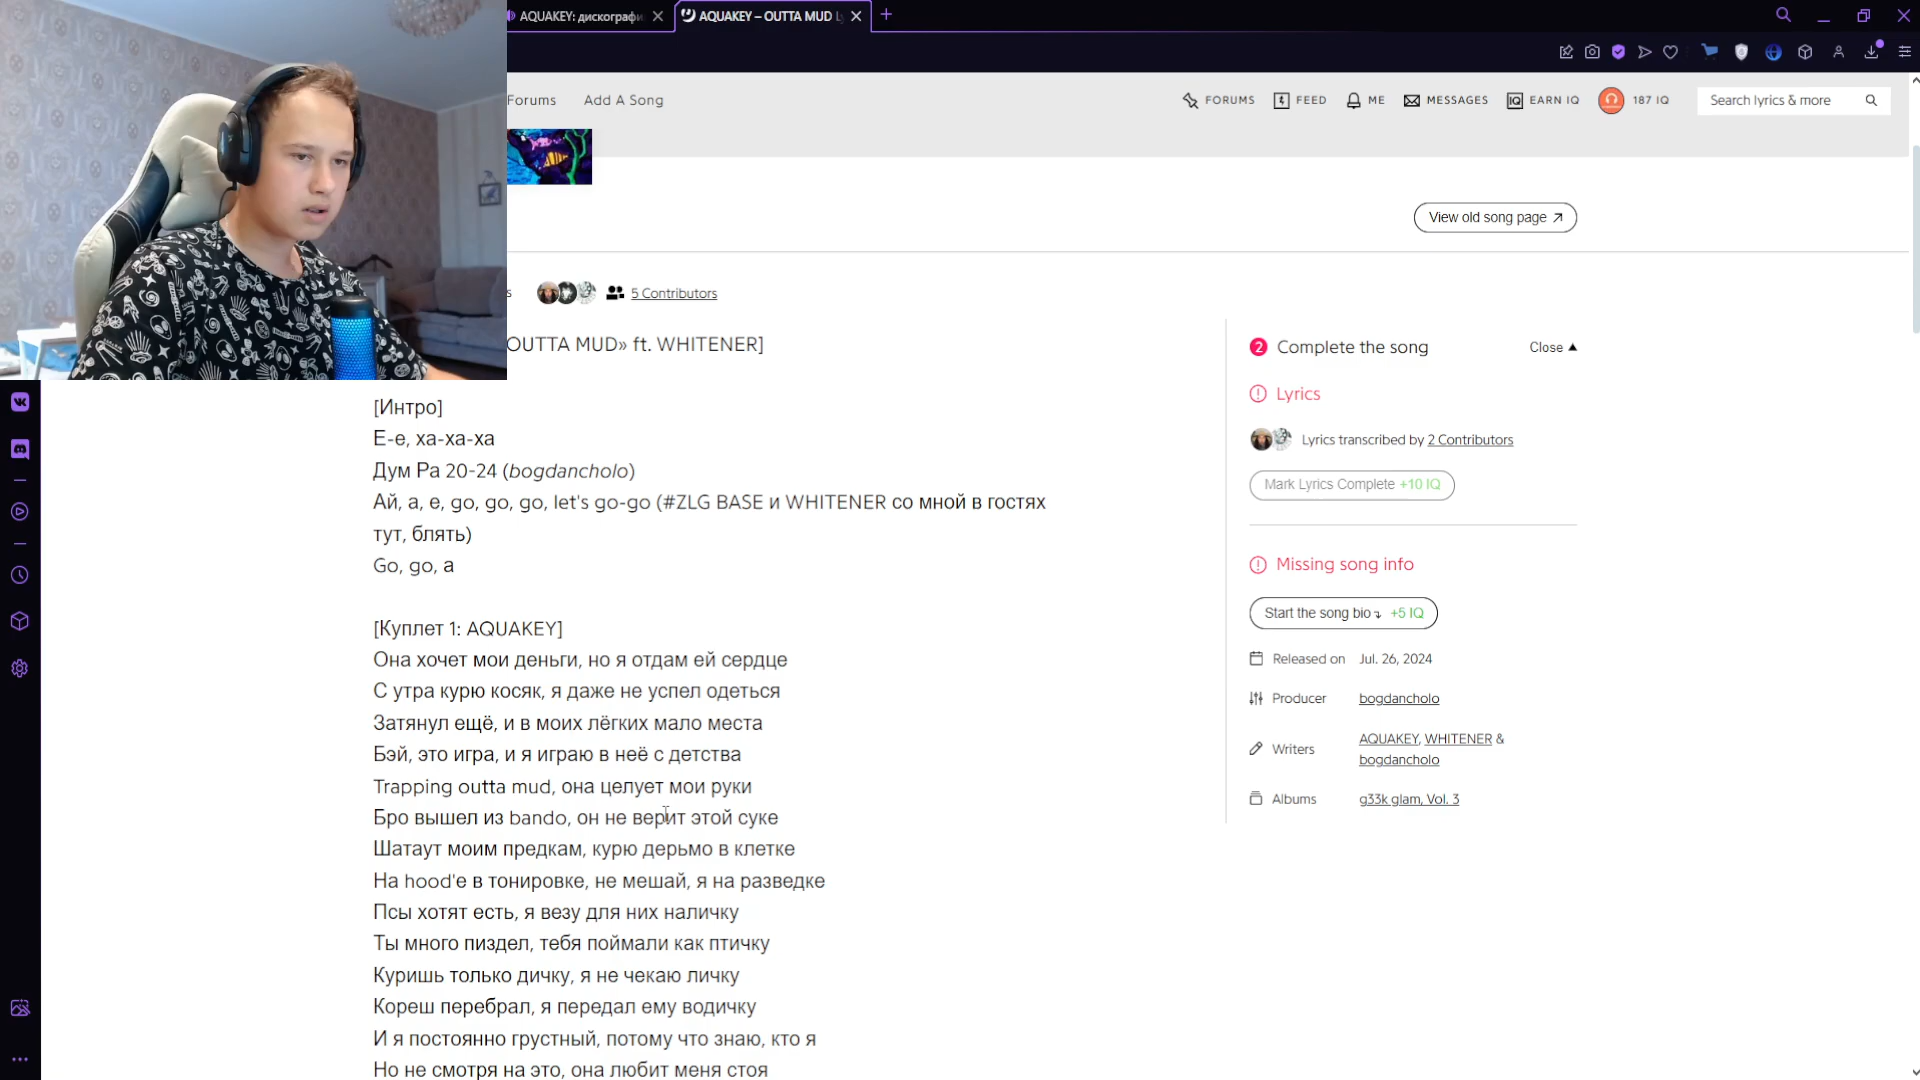 AQUAKEY: дискографи
AQUAKEY – OUTTA MUD
Forums Add A Song
FORUMS FEED ME MESSAGES EARN IQ 187 IQ Search lyrics & more
View old song page
5 Contributors
OUTTA MUD» ft. WHITENER]
[Интро]
Е-е, ха-ха-ха
Дум Ра 20-24 (bogdancholo)
Ай, а, е, go, go, go, let's go-go (#ZLG BASE и WHITENER со мной в гостях
тут, блять)
Go, go, а
[Куплет 1: AQUAKEY]
Она хочет мои деньги, но я отдам ей сердце
С утра курю косяк, я даже не успел одеться
Затянул ещё, и в моих лёгких мало места
Бэй, это игра, и я играю в неё с детства
Trapping outta mud, она целует мои руки
Бро вышел из bando, он не верит этой суке
Шатаут моим предкам, курю дерьмо в клетке
На hood'е в тонировке, не мешай, я на разведке
Псы хотят есть, я везу для них наличку
Ты много пиздел, тебя поймали как птичку
Куришь только дичку, я не чекаю личку
Кореш перебрал, я передал ему водичку
И я постоянно грустный, потому что знаю, кто я
Но не смотря на это, она любит меня стоя
2 Complete the song Close
Lyrics
Lyrics transcribed by 2 Contributors
Mark Lyrics Complete +10 IQ
Missing song info
Start the song bio +5 IQ
Released on Jul. 26, 2024
Producer bogdancholo
Writers AQUAKEY, WHITENER &
bogdancholo
Albums g33k glam, Vol. 3